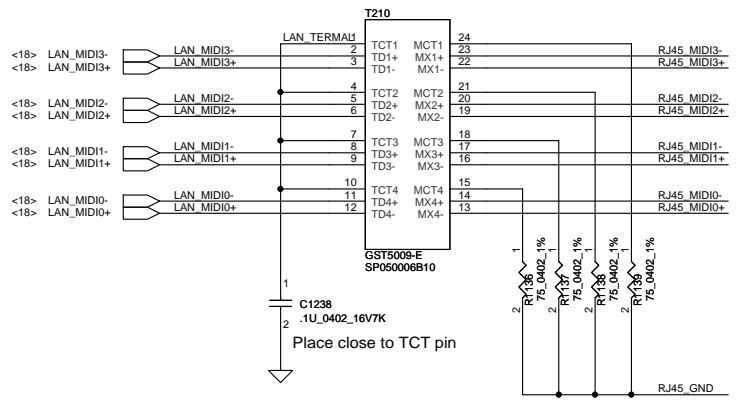 T210
LAN_TERMAL 1 TCT1 MCT1 24
<18> LAN_MIDI3- LAN_MIDI3- 2 TD1+ MX1+ 23 RJ45_MIDI3-
<18> LAN_MIDI3+ LAN_MIDI3+ 3 TD1- MX1- 22 RJ45_MIDI3+
4 TCT2 MCT2 21
<18> LAN_MIDI2- LAN_MIDI2- 5 TD2+ MX2+ 20 RJ45_MIDI2-
<18> LAN_MIDI2+ LAN_MIDI2+ 6 TD2- MX2- 19 RJ45_MIDI2+
7 TCT3 MCT3 18
<18> LAN_MIDI1- LAN_MIDI1- 8 TD3+ MX3+ 17 RJ45_MIDI1-
<18> LAN_MIDI1+ LAN_MIDI1+ 9 TD3- MX3- 16 RJ45_MIDI1+
10 TCT4 MCT4 15
<18> LAN_MIDI0- LAN_MIDI0- 11 TD4+ MX4+ 14 RJ45_MIDI0-
<18> LAN_MIDI0+ LAN_MIDI0+ 12 TD4- MX4- 13 RJ45_MIDI0+
GST5009-E
SP050006B10
1
C1238
.1U_0402_16V7K
2
Place close to TCT pin
1 R1136 75_0402_1% 2
1 R1137 75_0402_1% 2
1 R1138 75_0402_1% 2
1 R1139 75_0402_1% 2
RJ45_GND